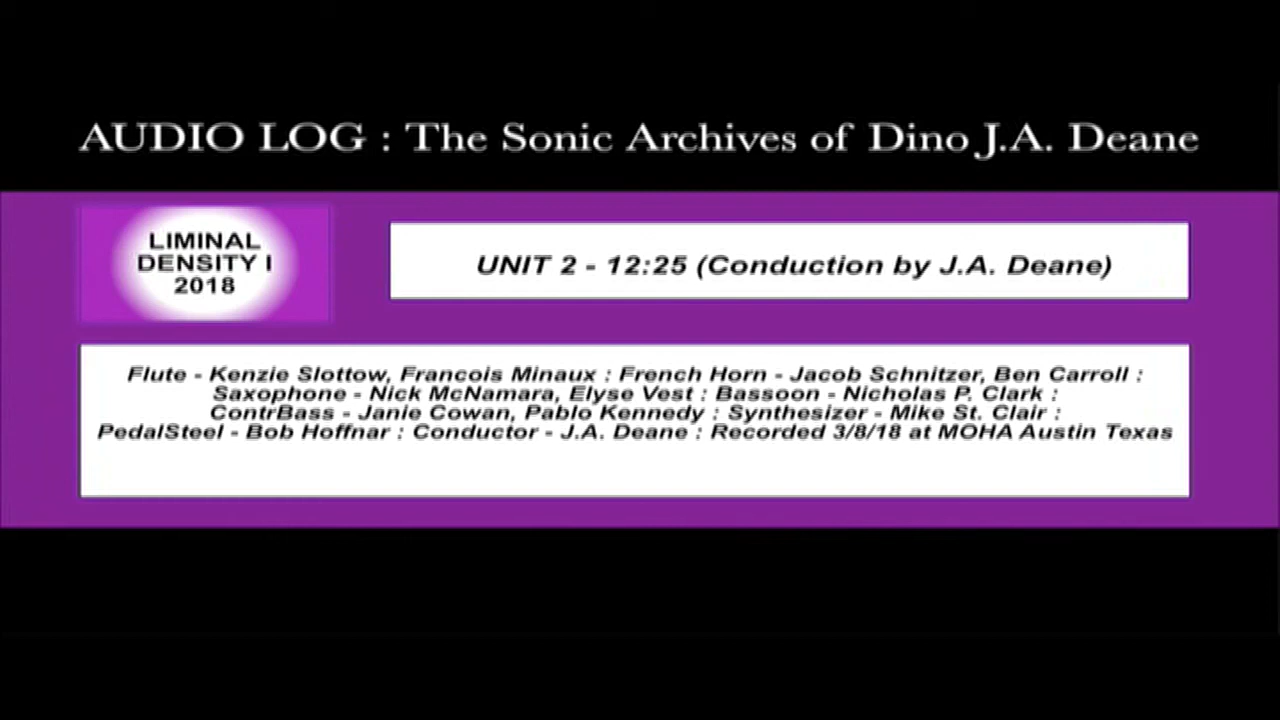 AUDIO LOG : The Sonic Archives of Dino J.A. Deane
LIMINAL
DENSITY I
2018
UNIT 2 - 12:25 (Conduction by J.A. Deane)
Flute - Kenzie Slottow, Francois Minaux : French Horn - Jacob Schnitzer, Ben Carroll :
Saxophone - Nick McNamara, Elyse Vest : Bassoon - Nicholas P. Clark :
ContrBass - Janie Cowan, Pablo Kennedy : Synthesizer - Mike St. Clair :
PedalSteel - Bob Hoffnar : Conductor - J.A. Deane : Recorded 3/8/18 at MOHA Austin Texas